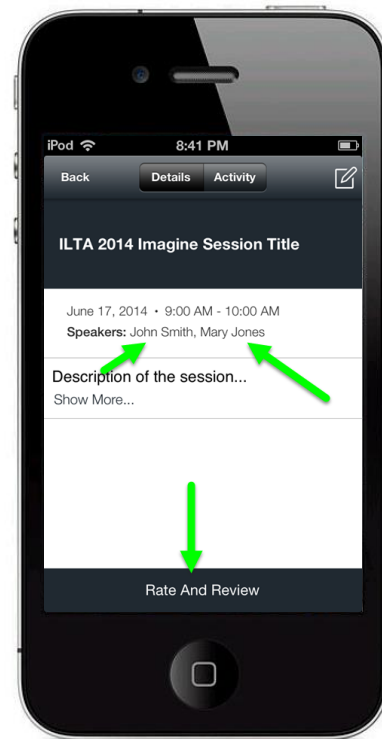 iPod 8:41 PM
Back Details Activity
ILTA 2014 Imagine Session Title
June 17, 2014 • 9:00 AM - 10:00 AM
Speakers: John Smith, Mary Jones
Description of the session...
Show More...
Rate And Review